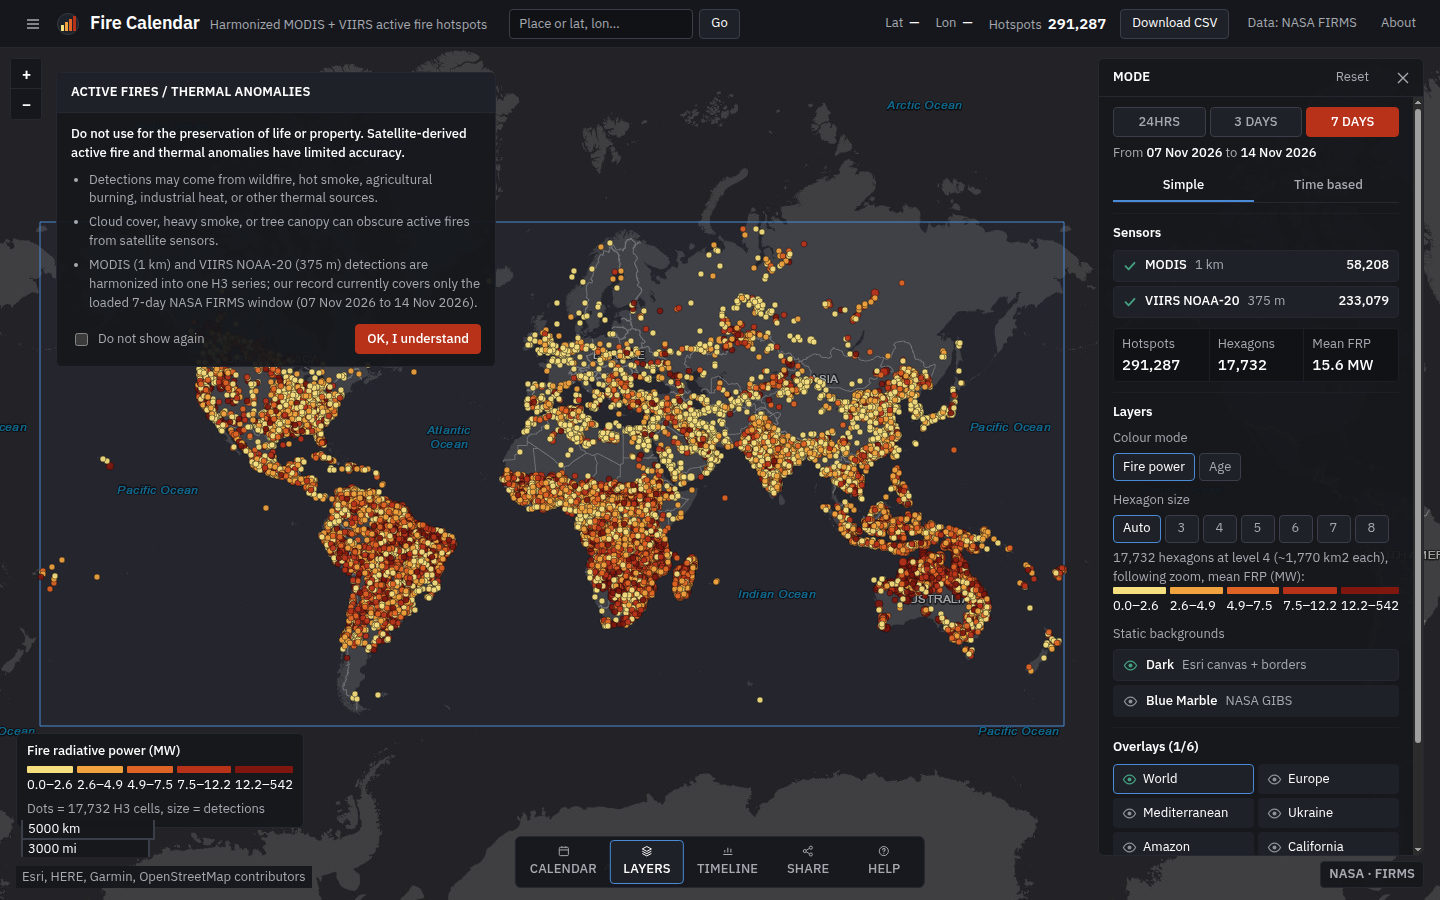 Fire Calendar
Harmonized MODIS + VIIRS active fire hotspots
Place or lat, lon...
Go
Lat —
Lon —
Hotspots 291,287
Download CSV
Data: NASA FIRMS
About
+
−
ACTIVE FIRES / THERMAL ANOMALIES
Do not use for the preservation of life or property. Satellite-derived
active fire and thermal anomalies have limited accuracy.
• Detections may come from wildfire, hot smoke, agricultural
burning, industrial heat, or other thermal sources.
• Cloud cover, heavy smoke, or tree canopy can obscure active fires
from satellite sensors.
• MODIS (1 km) and VIIRS NOAA-20 (375 m) detections are
harmonized into one H3 series; our record currently covers only the
loaded 7-day NASA FIRMS window (07 Nov 2026 to 14 Nov 2026).
Do not show again
OK, I understand
Arctic Ocean
ASIA
Atlantic
Ocean
Pacific Ocean
cean
Pacific Ocean
Indian Ocean
Ocean
Pacific Ocean
MODE
Reset
24HRS
3 DAYS
7 DAYS
From 07 Nov 2026 to 14 Nov 2026
Simple
Time based
Sensors
MODIS 1 km 58,208
VIIRS NOAA-20 375 m 233,079
Hotspots
291,287
Hexagons
17,732
Mean FRP
15.6 MW
Layers
Colour mode
Fire power
Age
Hexagon size
Auto
3
4
5
6
7
8
17,732 hexagons at level 4 (~1,770 km2 each),
following zoom, mean FRP (MW):
0.0–2.6 2.6–4.9 4.9–7.5 7.5–12.2 12.2–542
Static backgrounds
Dark Esri canvas + borders
Blue Marble NASA GIBS
Overlays (1/6)
World
Europe
Mediterranean
Ukraine
Amazon
California
Fire radiative power (MW)
0.0–2.6 2.6–4.9 4.9–7.5 7.5–12.2 12.2–542
Dots = 17,732 H3 cells, size = detections
5000 km
3000 mi
Esri, HERE, Garmin, OpenStreetMap contributors
CALENDAR
LAYERS
TIMELINE
SHARE
HELP
NASA · FIRMS